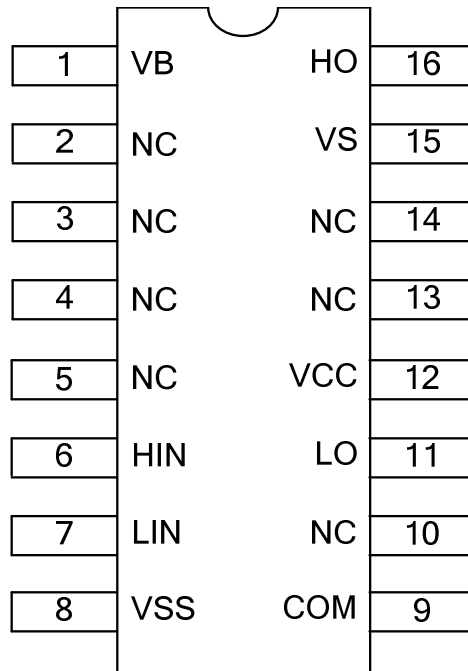 1 VB HO 16
2 NC VS 15
3 NC NC 14
4 NC NC 13
5 NC VCC 12
6 HIN LO 11
7 LIN NC 10
8 VSS COM 9